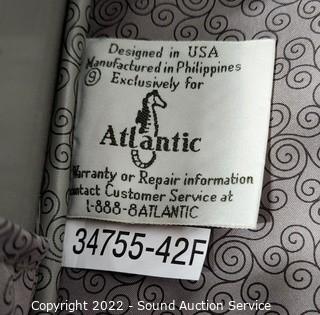 Designed in USA
Manufactured in Philippines
9 Exclusively for
Atlantic
Warranty or Repair information
contact Customer Service at
1-888-8ATLANTIC
34755-42F
Copyright 2022 - Sound Auction Service